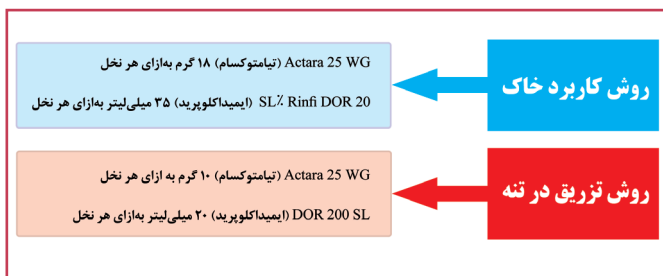 روش کاربرد خاک
Actara 25 WG (تیامتوکسام) ۱۸ گرم به‌ازای هر نخل
SL٪ Rinfi DOR 20 (ایمیداکلوپرید) ۳۵ میلی‌لیتر به‌ازای هر نخل
روش تزریق در تنه
Actara 25 WG (تیامتوکسام) ۱۰ گرم به ازای هر نخل
DOR 200 SL (ایمیداکلوپرید) ۲۰ میلی‌لیتر به‌ازای هر نخل